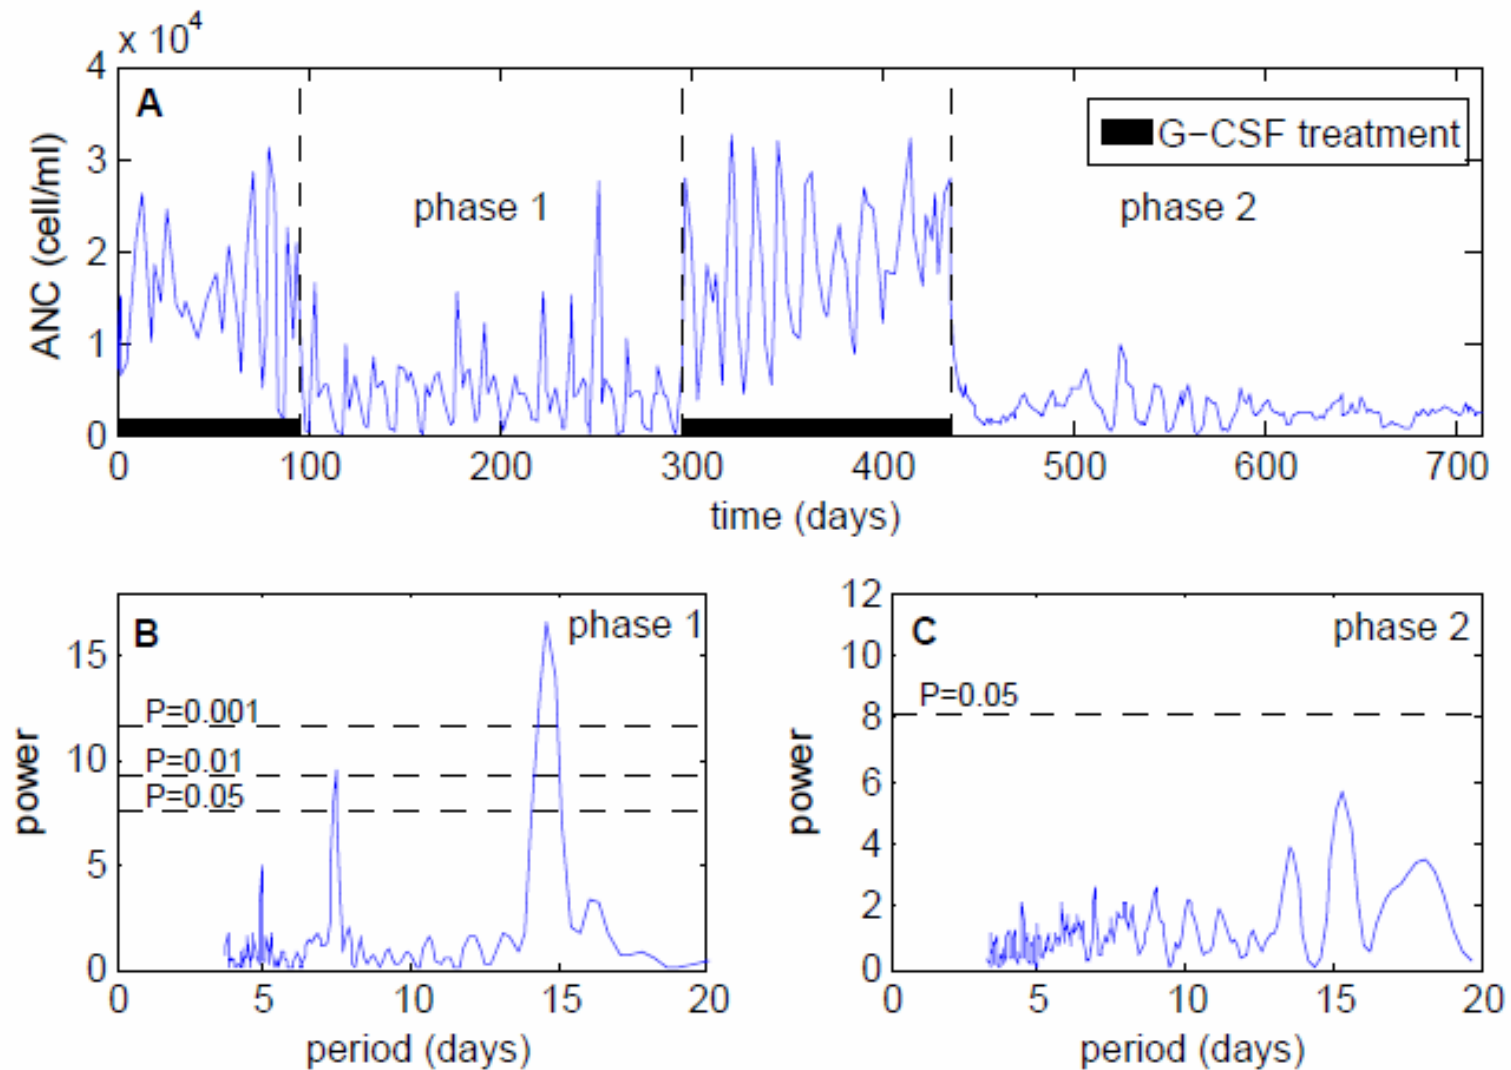 x 10^4
4
3
2
1
0
ANC (cell/ml)
A
phase 1
phase 2
G-CSF treatment
0 100 200 300 400 500 600 700
time (days)
B
phase 1
15
10
5
0
power
P=0.001
P=0.01
P=0.05
0 5 10 15 20
period (days)
C
phase 2
12
10
8
6
4
2
0
power
P=0.05
0 5 10 15 20
period (days)